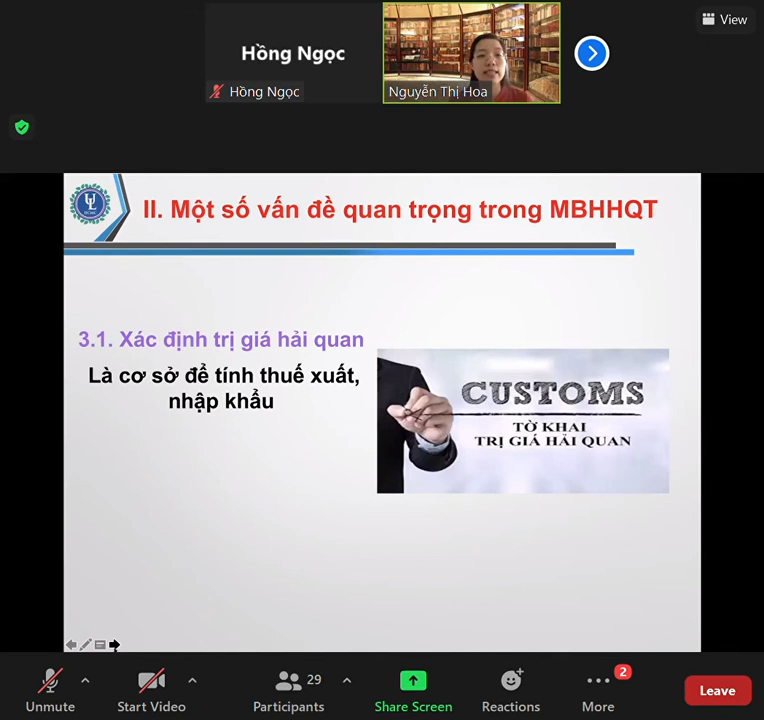 View
Hồng Ngọc
Hồng Ngọc
Nguyễn Thị Hoa
UL
II. Một số vấn đề quan trọng trong MBHHQT
3.1. Xác định trị giá hải quan
Là cơ sở để tính thuế xuất,
nhập khẩu
CUSTOMS
TỜ KHAI
TRỊ GIÁ HẢI QUAN
29
2
Unmute
Start Video
Participants
Share Screen
Reactions
More
Leave